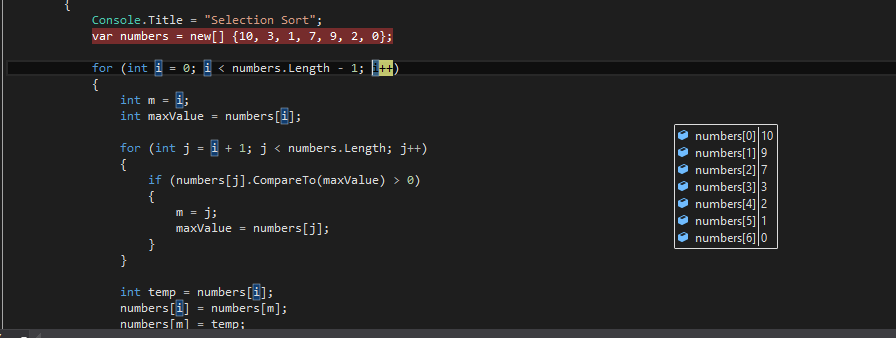 {
Console.Title = "Selection Sort";
var numbers = new[] {10, 3, 1, 7, 9, 2, 0};
for (int i = 0; i < numbers.Length - 1; i++)
{
int m = i;
int maxValue = numbers[i];
for (int j = i + 1; j < numbers.Length; j++)
{
if (numbers[j].CompareTo(maxValue) > 0)
{
m = j;
maxValue = numbers[j];
}
}
int temp = numbers[i];
numbers[i] = numbers[m];
numbers[m] = temp;
numbers[0] 10
numbers[1] 9
numbers[2] 7
numbers[3] 3
numbers[4] 2
numbers[5] 1
numbers[6] 0